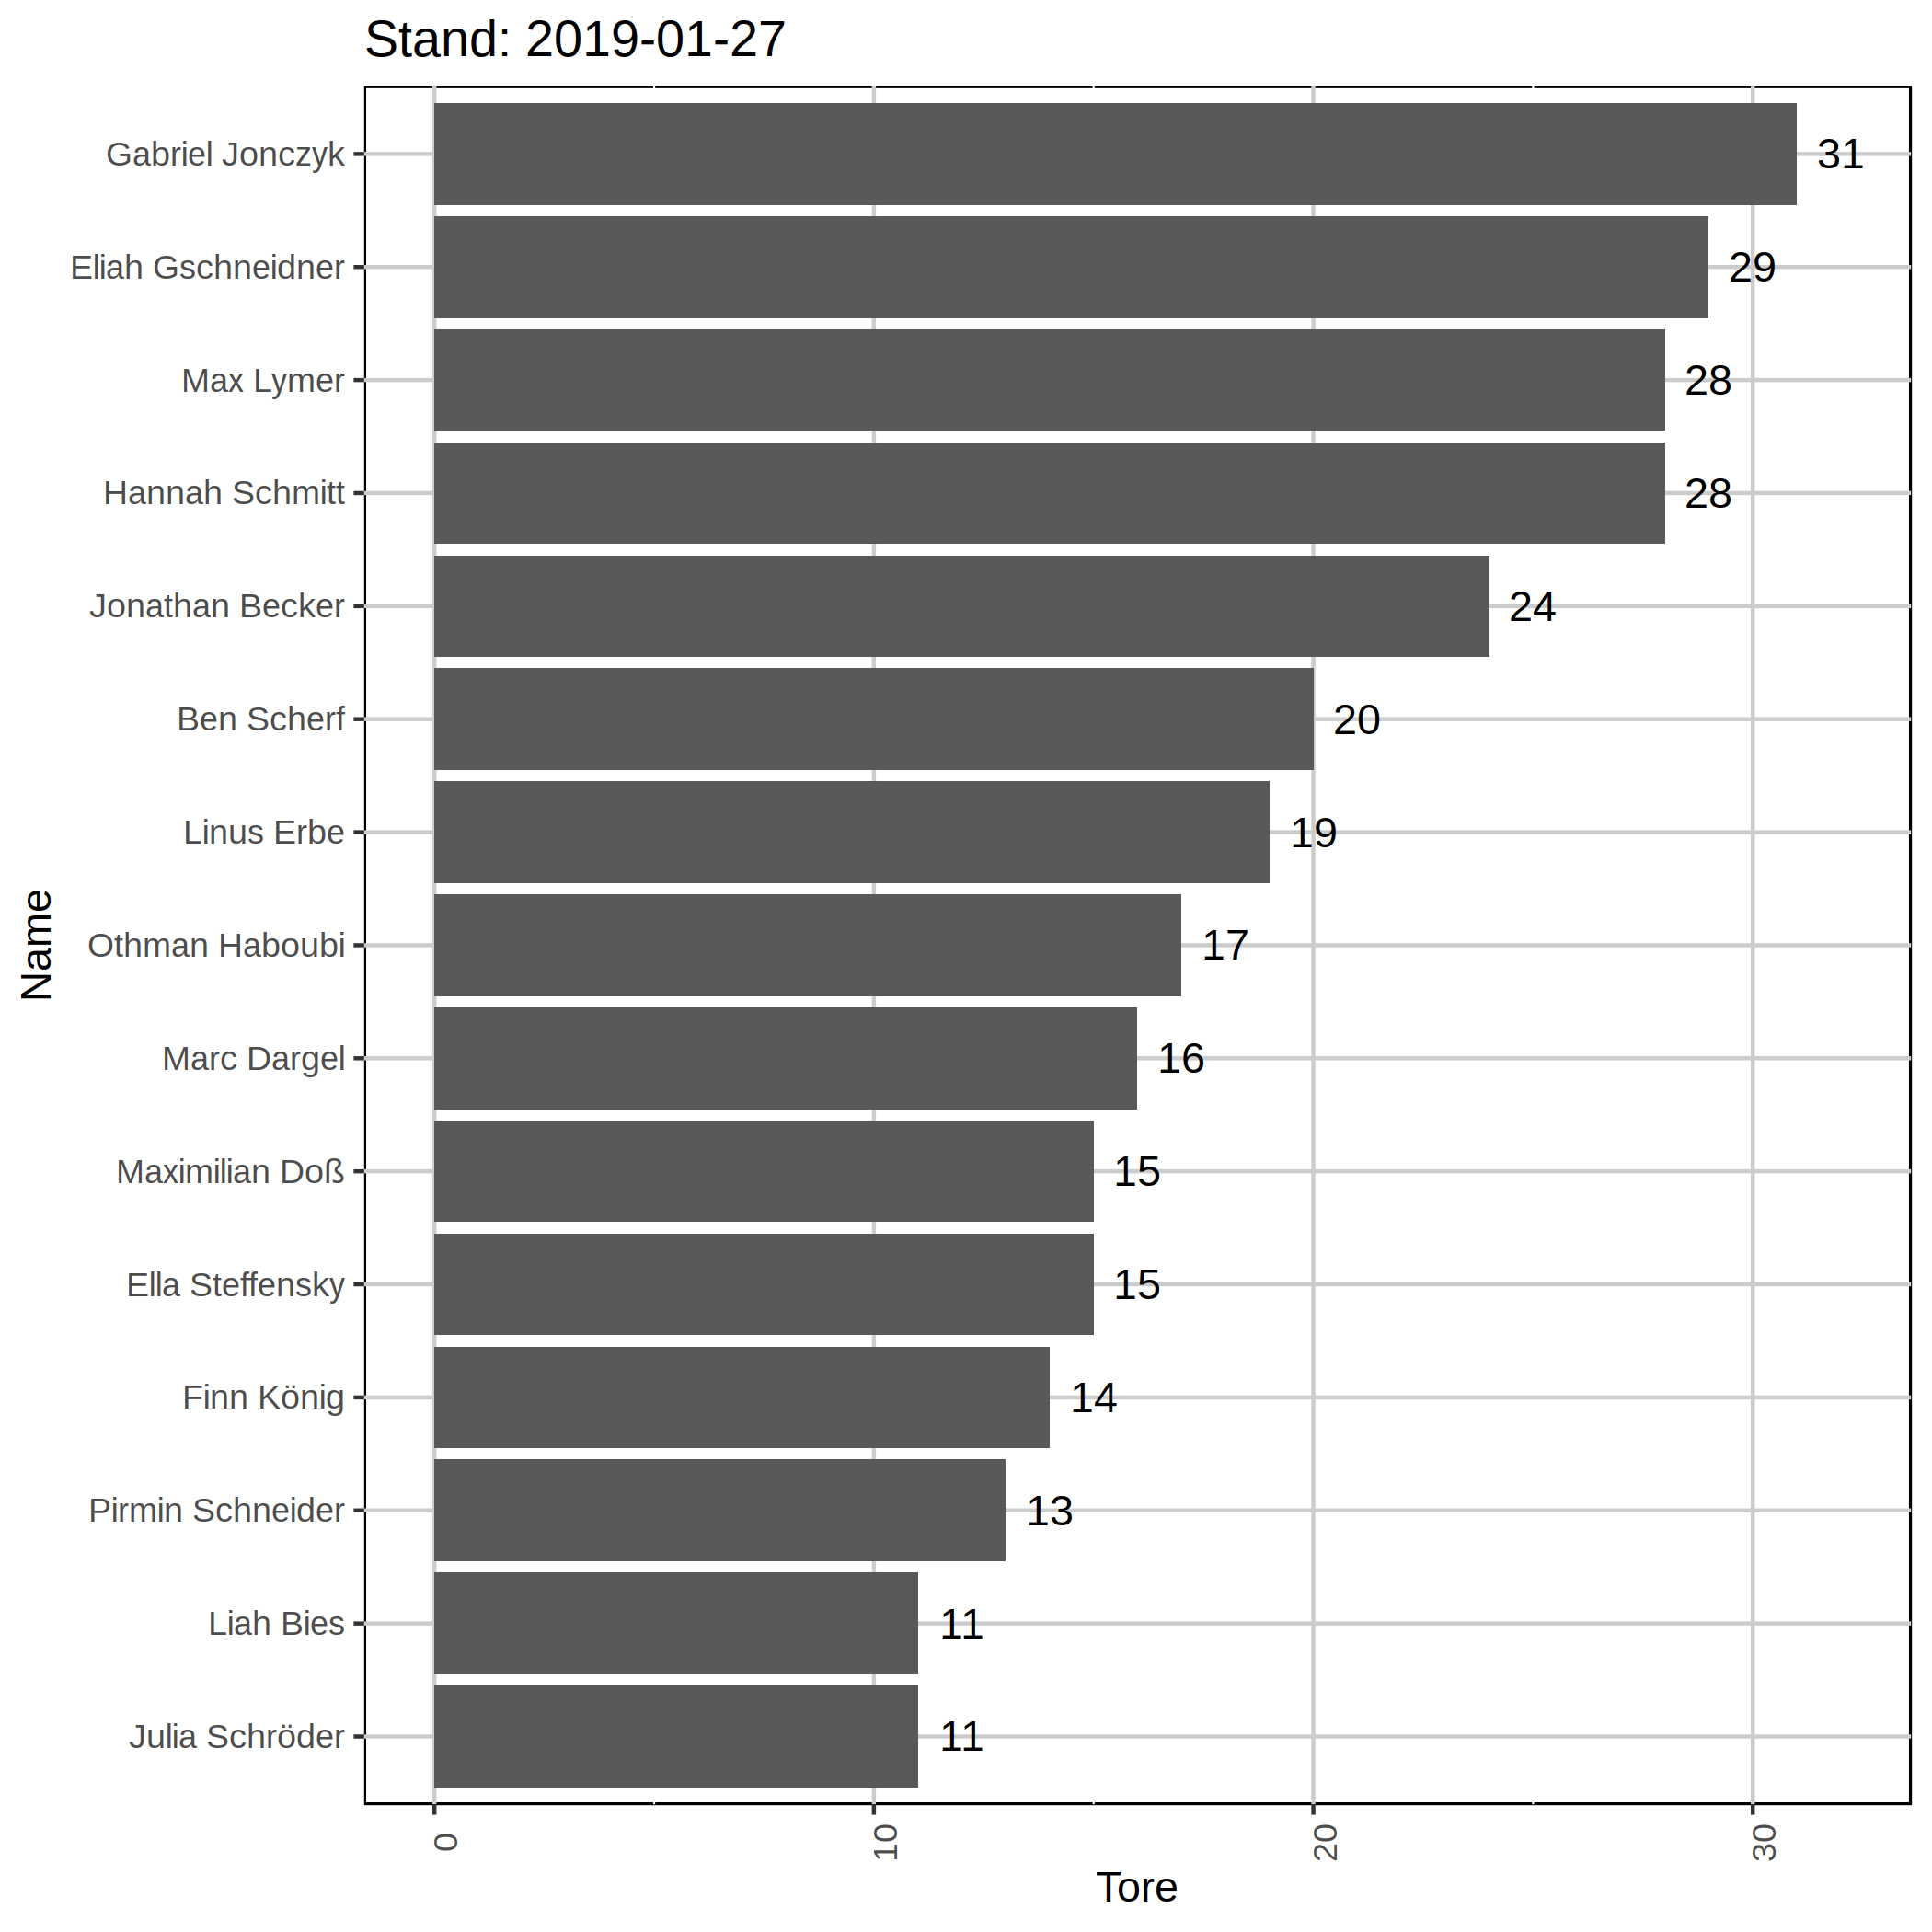 Stand: 2019-01-27
Gabriel Jonczyk 31
Eliah Gschneidner 29
Max Lymer 28
Hannah Schmitt 28
Jonathan Becker 24
Ben Scherf 20
Linus Erbe 19
Othman Haboubi 17
Marc Dargel 16
Maximilian Doß 15
Ella Steffensky 15
Finn König 14
Pirmin Schneider 13
Liah Bies 11
Julia Schröder 11
Name
0 10 20 30
Tore